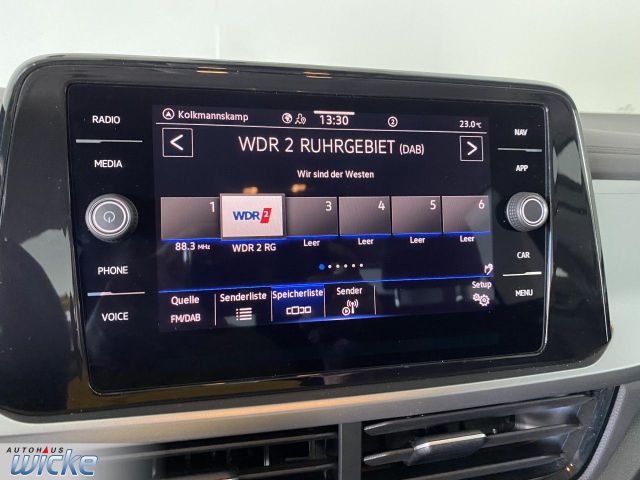 RADIO
MEDIA
PHONE
VOICE
Kolkmannskamp
13:30
2
23.0°C
< WDR 2 RUHRGEBIET (DAB) >
Wir sind der Westen
1 WDR 2 3 4 5 6
88.3 MHz WDR 2 RG Leer Leer Leer Leer
Setup
Quelle Senderliste Speicherliste Sender
FM/DAB
NAV
APP
CAR
MENU
AUTOHAUS
WICKE